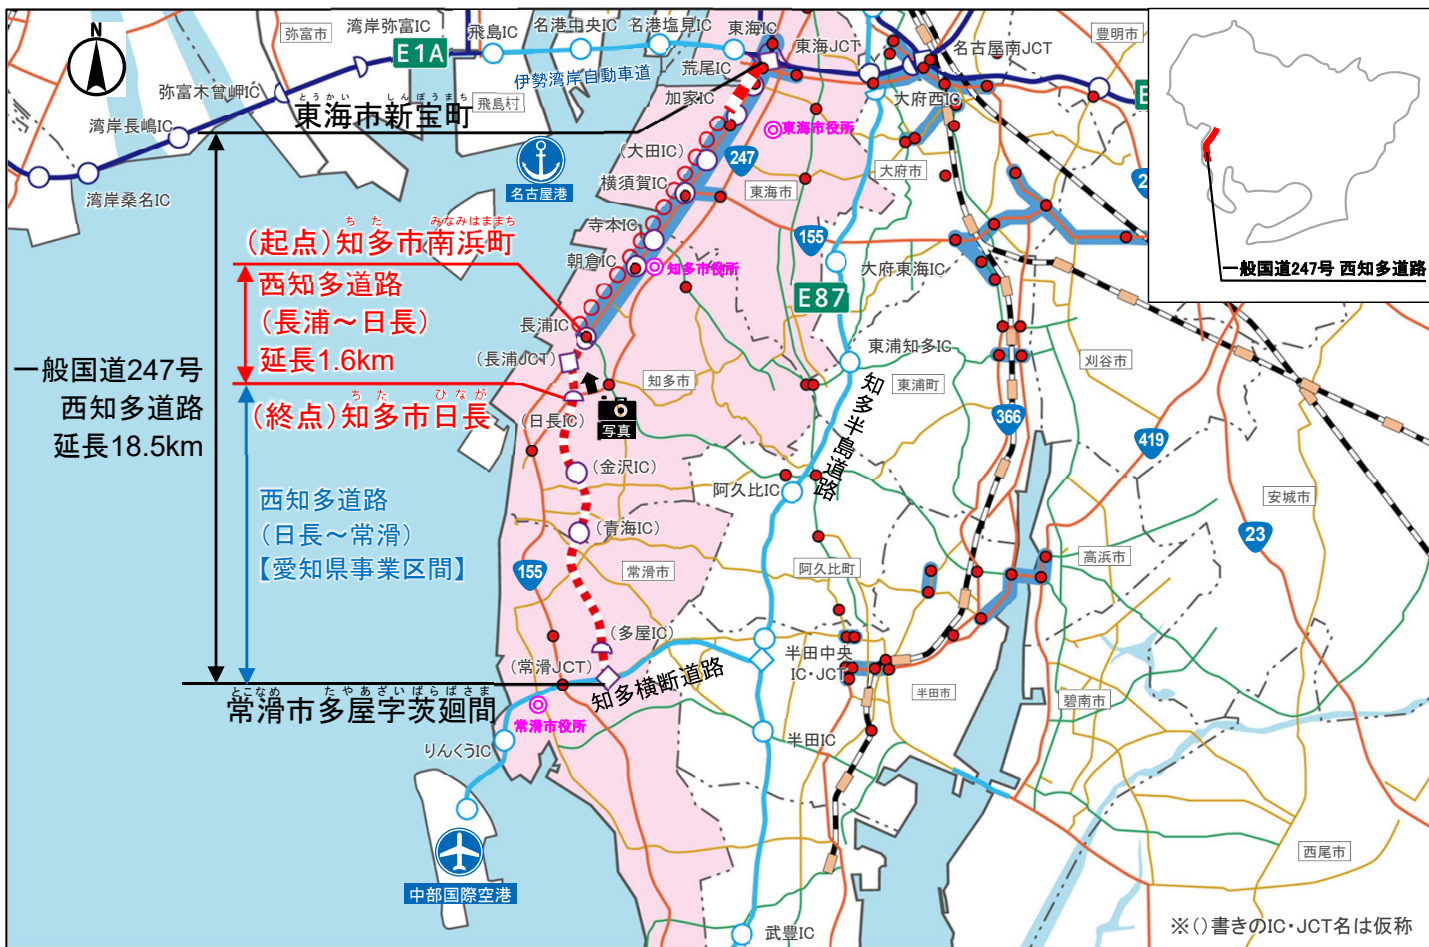 N
湾岸弥富IC
弥富市
飛島IC
名港中央IC
名港塩見IC
東海IC
東海JCT
名古屋南JCT
豊明市
E1A
伊勢湾岸自動車道
荒尾IC
加家IC
大府西IC
弥富木曽岬IC
飛島村
とうかい しんぽうまち
東海市新宝町
湾岸長嶋IC
湾岸桑名IC
東海市役所
(大田IC)
247
横須賀IC
東海市
大府市
名古屋港
寺本IC
155
朝倉IC
知多市役所
大府東海IC
E87
ちた みなみはままち
(起点)知多市南浜町
西知多道路
(長浦~日長)
延長1.6km
長浦IC
(長浦JCT)
知多市
東浦知多IC
東浦町
刈谷市
一般国道247号
西知多道路
延長18.5km
ちた ひなが
(終点)知多市日長
(日長IC)
写真
知多半島道路
366
419
(金沢IC)
阿久比IC
安城市
西知多道路
(日長~常滑)
【愛知県事業区間】
(青海IC)
23
155
常滑市
阿久比町
高浜市
(多屋IC)
(常滑JCT)
知多横断道路
半田中央
IC・JCT
半田市
碧南市
とこなめ たやあざいばらばさま
常滑市多屋字茨廻間
常滑市役所
りんくうIC
半田IC
中部国際空港
武豊IC
西尾市
一般国道247号 西知多道路
※()書きのIC・JCT名は仮称